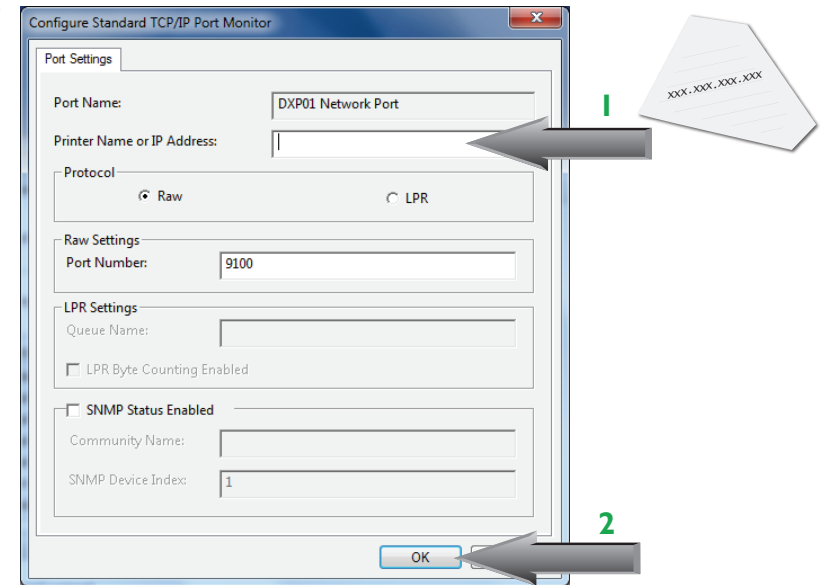 Configure Standard TCP/IP Port Monitor
Port Settings
Port Name: DXP01 Network Port
1
xxx.xxx.xxx.xxx
Printer Name or IP Address:
Protocol
Raw LPR
Raw Settings
Port Number: 9100
LPR Settings
Queue Name:
LPR Byte Counting Enabled
SNMP Status Enabled
Community Name:
SNMP Device Index: 1
2
OK